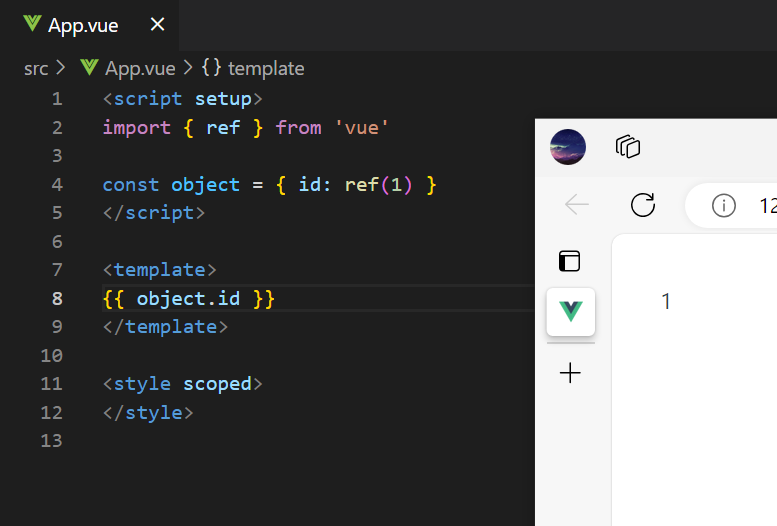 App.vue
src > App.vue > {} template
1 <script setup>
2 import { ref } from 'vue'
3
4 const object = { id: ref(1) }
5 </script>
6
7 <template>
8 {{ object.id }}
9 </template>
10
11 <style scoped>
12 </style>
13
12
1